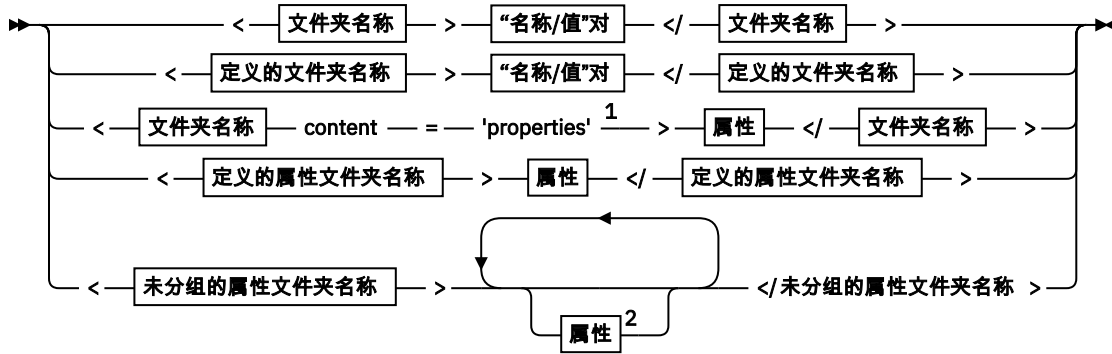 < 文件夹名称 > “名称/值”对 </ 文件夹名称 >
< 定义的文件夹名称 > “名称/值”对 </ 定义的文件夹名称 >
< 文件夹名称 content = 'properties' 1 > 属性 </ 文件夹名称 >
< 定义的属性文件夹名称 > 属性 </ 定义的属性文件夹名称 >
< 未分组的属性文件夹名称 > </ 未分组的属性文件夹名称 >
属性 2